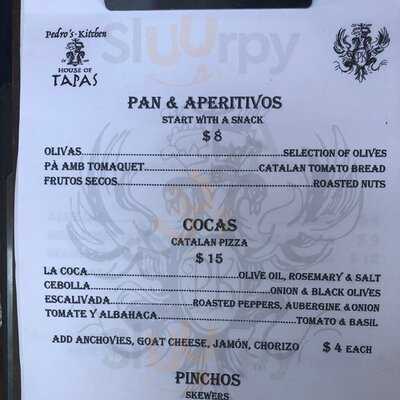 Pedro's·Kitchen
HOUSE OF
TAPAS
PAN & APERITIVOS
START WITH A SNACK
$8
OLIVAS..........SELECTION OF OLIVES
PÀ AMB TOMAQUET..........CATALAN TOMATO BREAD
FRUTOS SECOS..........ROASTED NUTS
COCAS
CATALAN PIZZA
$15
LA COCA..........OLIVE OIL, ROSEMARY & SALT
CEBOLLA..........ONION & BLACK OLIVES
ESCALIVADA..........ROASTED PEPPERS, AUBERGINE &ONION
TOMATE Y ALBAHACA..........TOMATO & BASIL
ADD ANCHOVIES, GOAT CHEESE, JAMÓN, CHORIZO $4 EACH
PINCHOS
SKEWERS
Sluurpy